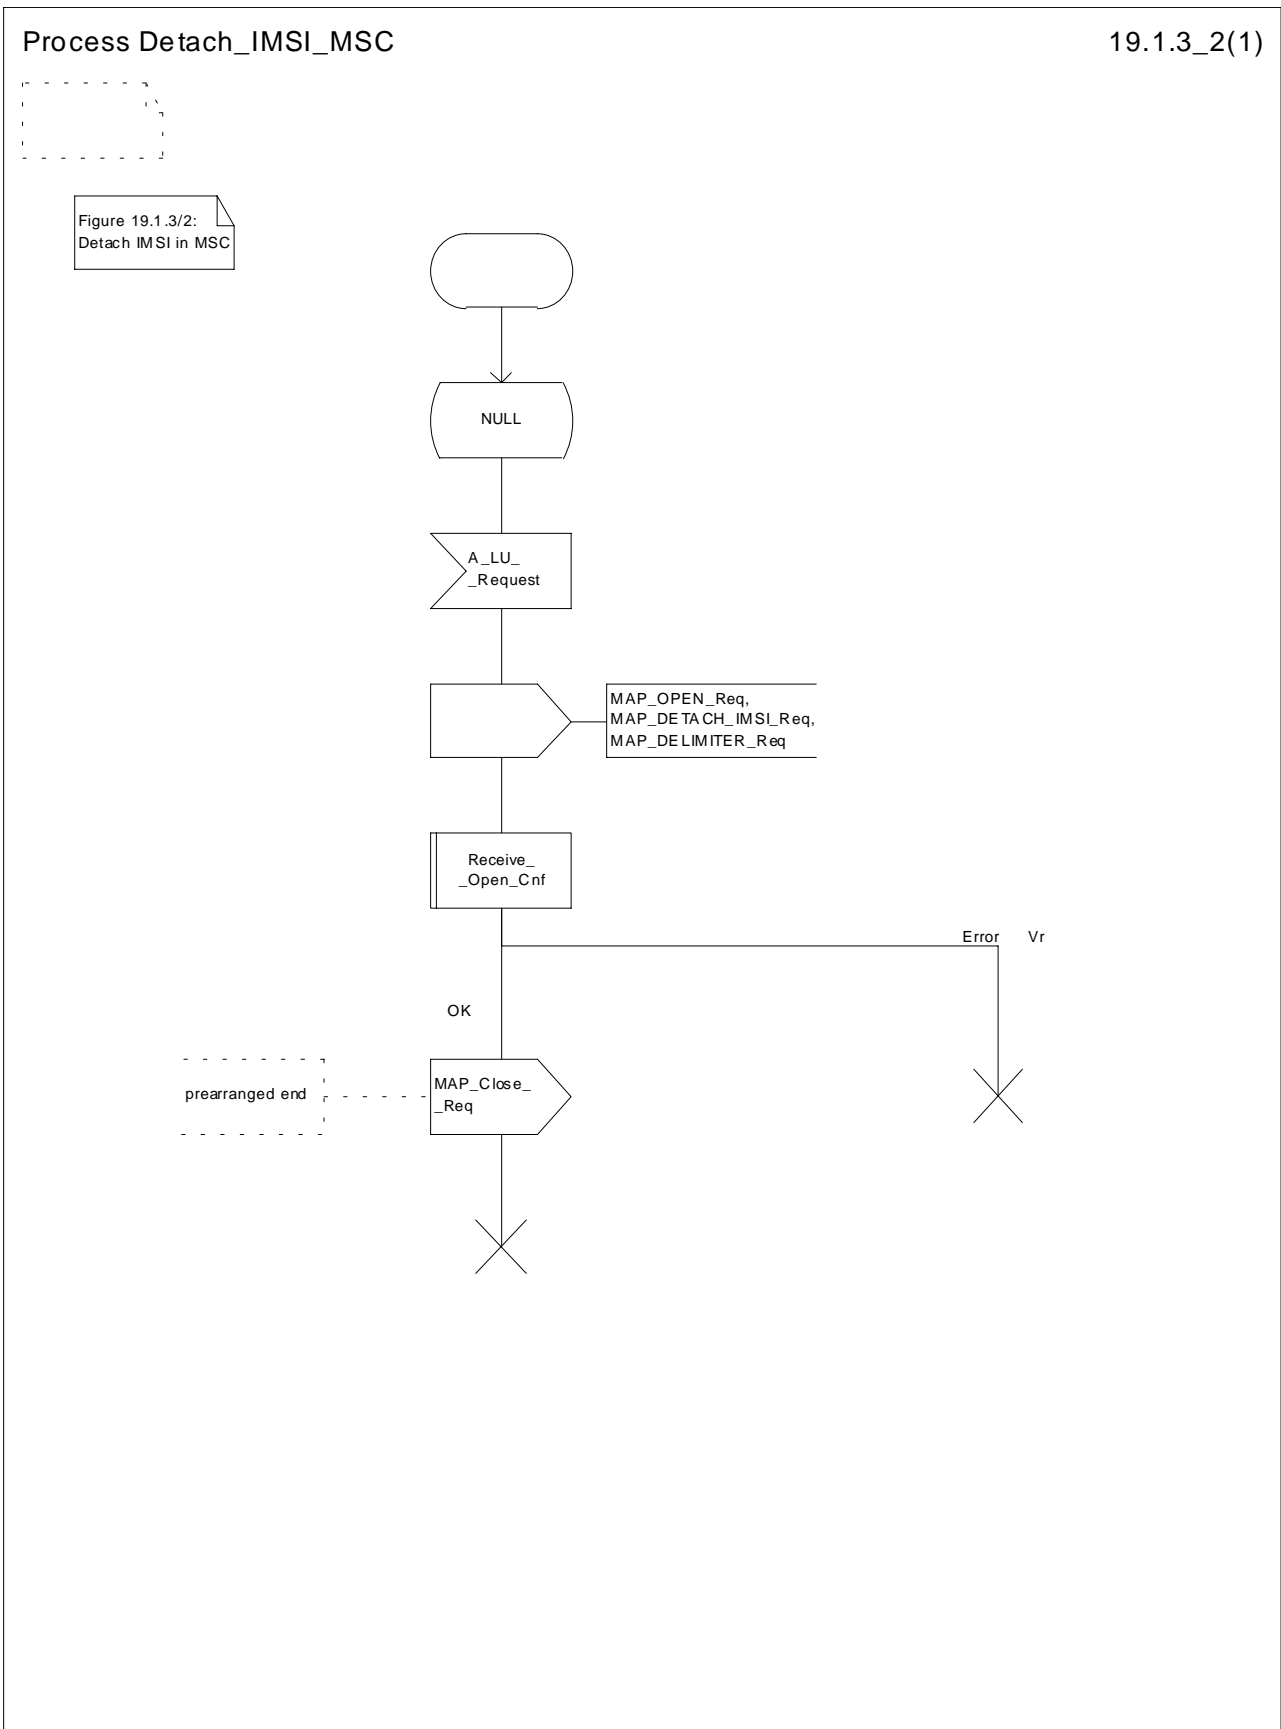 Process Detach_IMSI_MSC
19.1.3_2(1)
Figure 19.1.3/2:
Detach IMSI in MSC
NULL
A_LU_
_Request
MAP_OPEN_Req,
MAP_DETACH_IMSI_Req,
MAP_DELIMITER_Req
Receive_
_Open_Cnf
Error Vr
OK
prearranged end
MAP_Close_
_Req